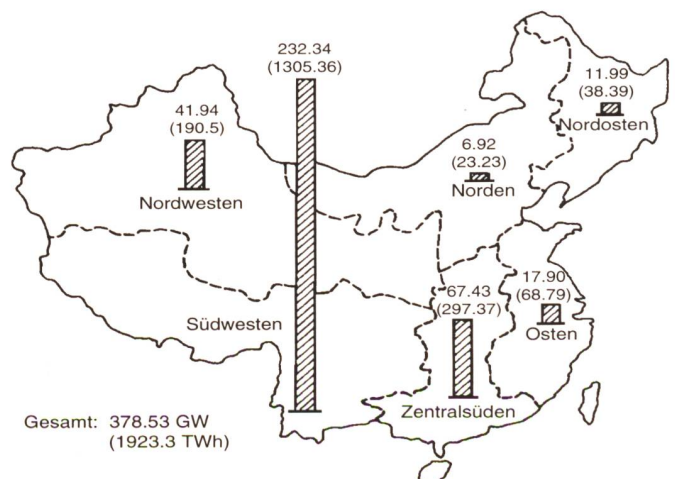 232.34
(1305.36)
11.99
(38.39)
Nordosten
41.94
(190.5)
Nordwesten
6.92
(23.23)
Norden
17.90
(68.79)
Osten
67.43
(297.37)
Zentralsüden
Südwesten
Gesamt: 378.53 GW
(1923.3 TWh)